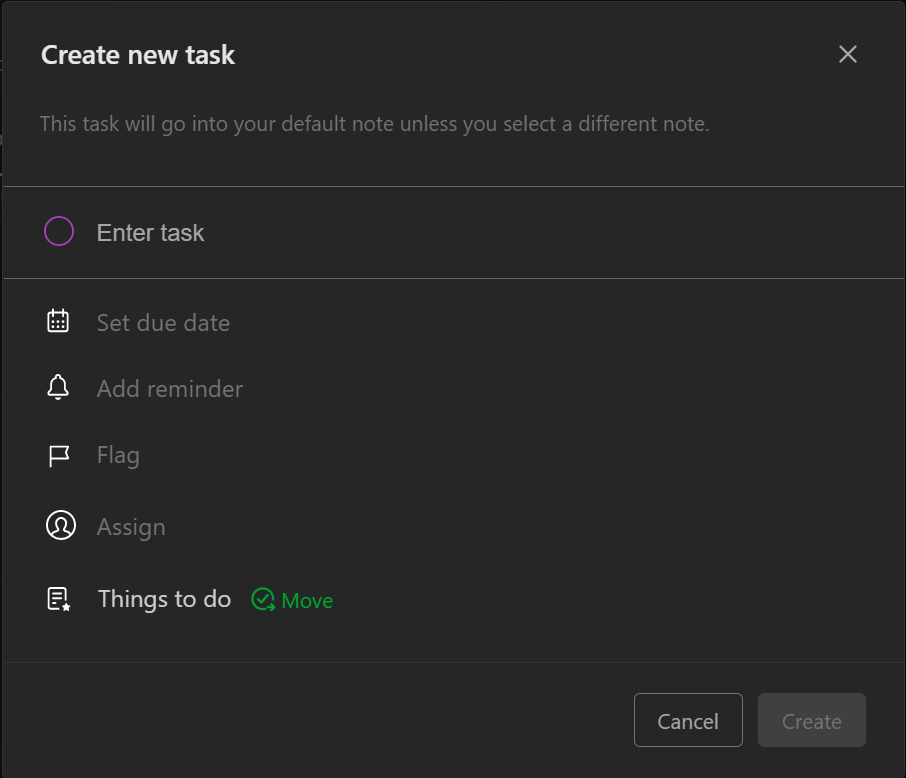 Create new task
This task will go into your default note unless you select a different note.
Enter task
Set due date
Add reminder
Flag
Assign
Things to do Move
Cancel Create